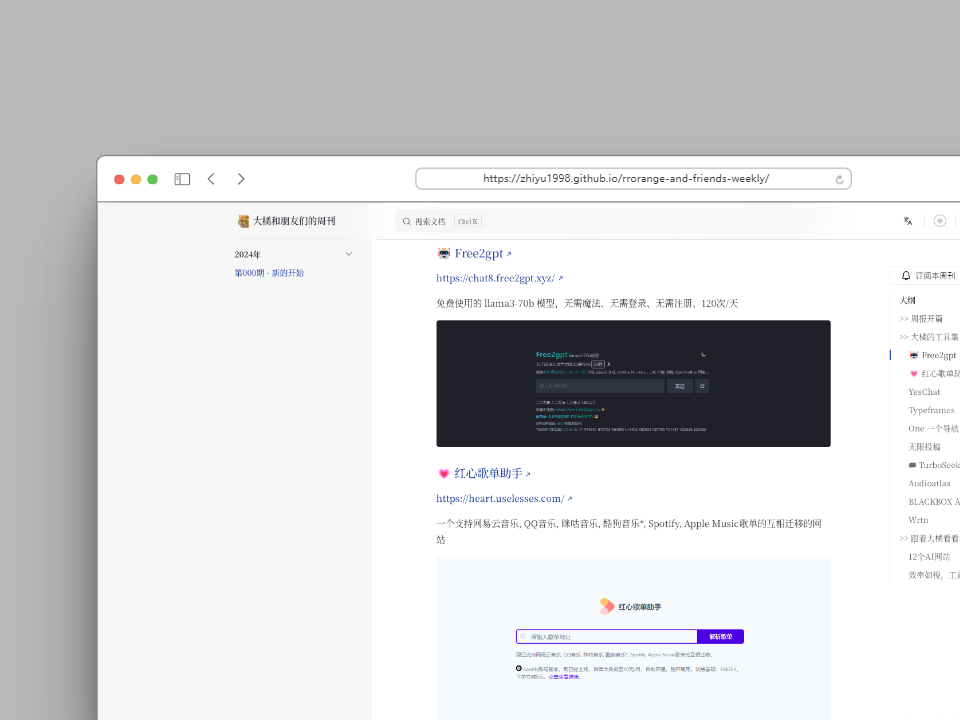 https://zhiyu1998.github.io/rrorange-and-friends-weekly/
大橘和朋友们的周刊
搜索文档
Ctrl K
2024年
第000期 - 新的开始
Free2gpt
https://chat8.free2gpt.xyz/
免费使用的 llama3-70b 模型，无需魔法、无需登录、无需注册、120次/天
Free2gpt
发送
红心歌单助手
https://heart.uselesses.com/
一个支持网易云音乐, QQ音乐, 咪咕音乐, 酷狗音乐*, Spotify, Apple Music歌单的互相迁移的网
站
红心歌单助手
请输入歌单地址
解析歌单
订阅本周刊
大纲
>> 周报开篇
>> 大橘的工具集
Free2gpt
红心歌单助
YesChat
Typeframes
One 一个导航
无限投稿
TurboSeek
Audioatlas
BLACKBOX A
Wrtn
>> 跟着大橘看看
12个AI网站
效率如梭，工具